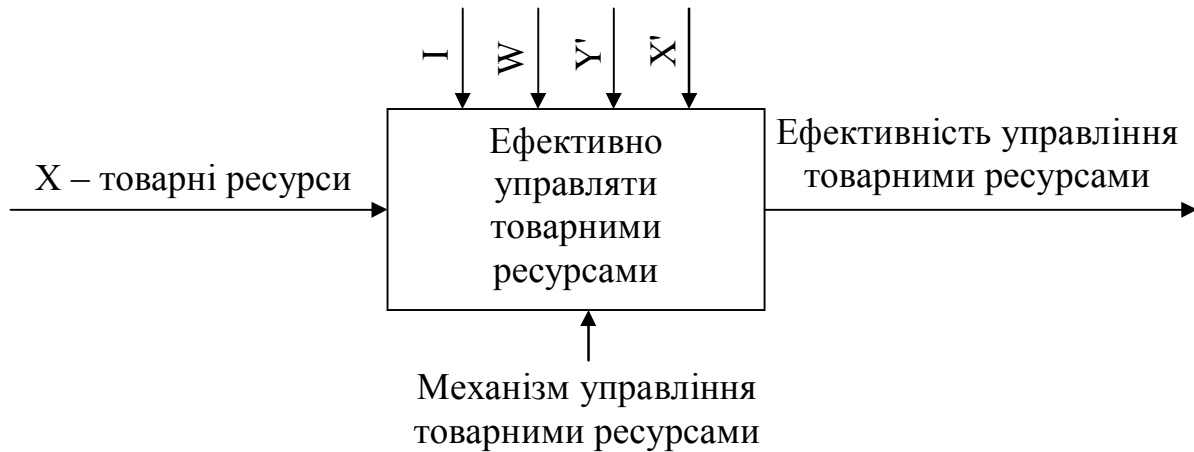 I
W
Y'
X'
Ефективно
управляти
товарними
ресурсами
X – товарні ресурси
Ефективність управління
товарними ресурсами
Механізм управління
товарними ресурсами